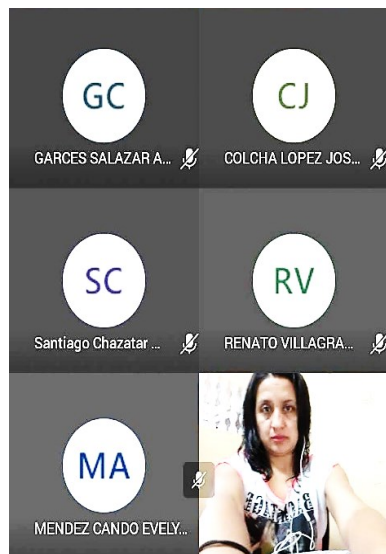 GC
CJ
GARCES SALAZAR A...
COLCHA LOPEZ JOS...
SC
RV
Santiago Chazatar ...
RENATO VILLAGRA...
MA
MENDEZ CANDO EVELY...